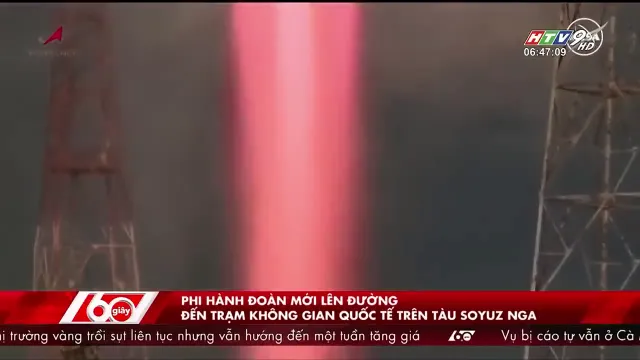 HTV9
HD
06:47:09
60 giây
PHI HÀNH ĐOÀN MỚI LÊN ĐƯỜNG
ĐẾN TRẠM KHÔNG GIAN QUỐC TẾ TRÊN TÀU SOYUZ NGA
ị trường vàng trồi sụt liên tục nhưng vẫn hướng đến một tuần tăng giá 60 Vụ bị cáo tự vẫn ở Cà